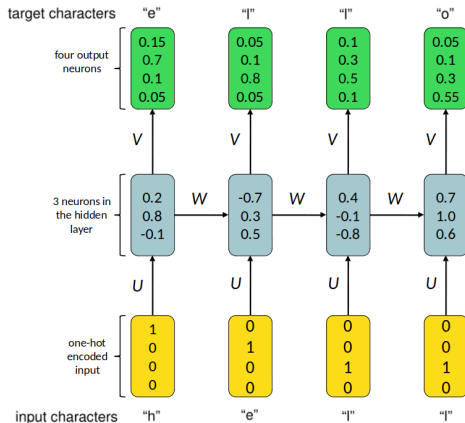 target characters “e” “l” “l” “o”
four output
neurons
0.15 0.05 0.1 0.05
0.7 0.1 0.3 0.1
0.1 0.8 0.5 0.3
0.05 0.05 0.1 0.55
V V V V
3 neurons in
the hidden
layer
0.2 -0.7 0.4 0.7
0.8 0.3 -0.1 1.0
-0.1 0.5 -0.8 0.6
W W W
U U U U
one-hot
encoded
input
1 0 0 0
0 1 0 0
0 0 1 1
0 0 0 0
input characters “h” “e” “l” “l”